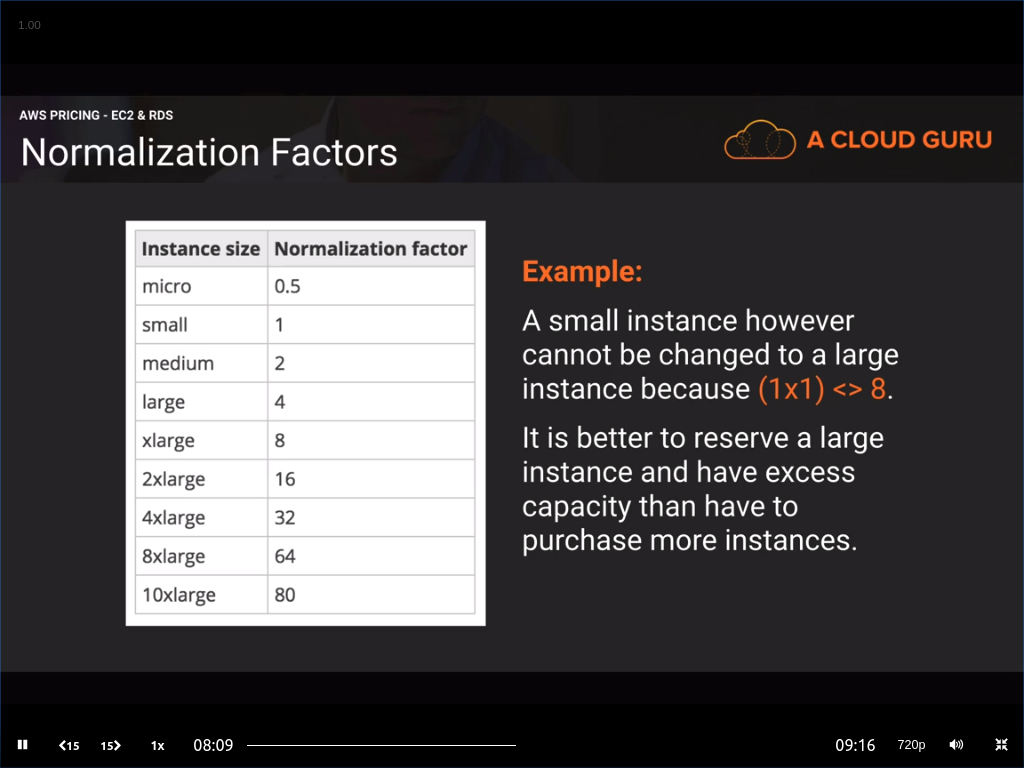 1.00
AWS PRICING - EC2 & RDS
Normalization Factors
A CLOUD GURU
Instance size Normalization factor
micro 0.5
small 1
medium 2
large 4
xlarge 8
2xlarge 16
4xlarge 32
8xlarge 64
10xlarge 80
Example:
A small instance however
cannot be changed to a large
instance because (1x1) <> 8.
It is better to reserve a large
instance and have excess
capacity than have to
purchase more instances.
15 15 1x 08:09 09:16 720p